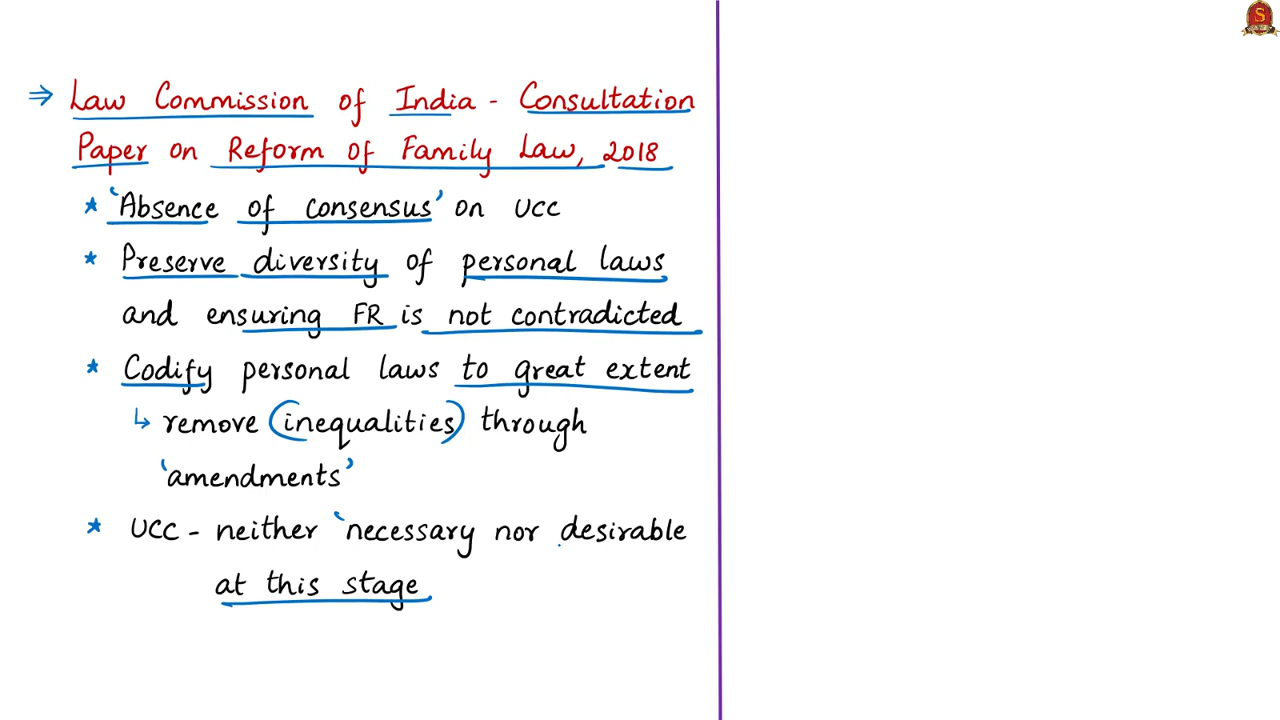 ⇒ Law Commission of India - Consultation
Paper on Reform of Family Law, 2018
* 'Absence of consensus' on UCC
* Preserve diversity of personal laws
and ensuring FR is not contradicted
* Codify personal laws to great extent
↳ remove (inequalities) through
'amendments'
* UCC - neither 'necessary nor desirable
at this stage